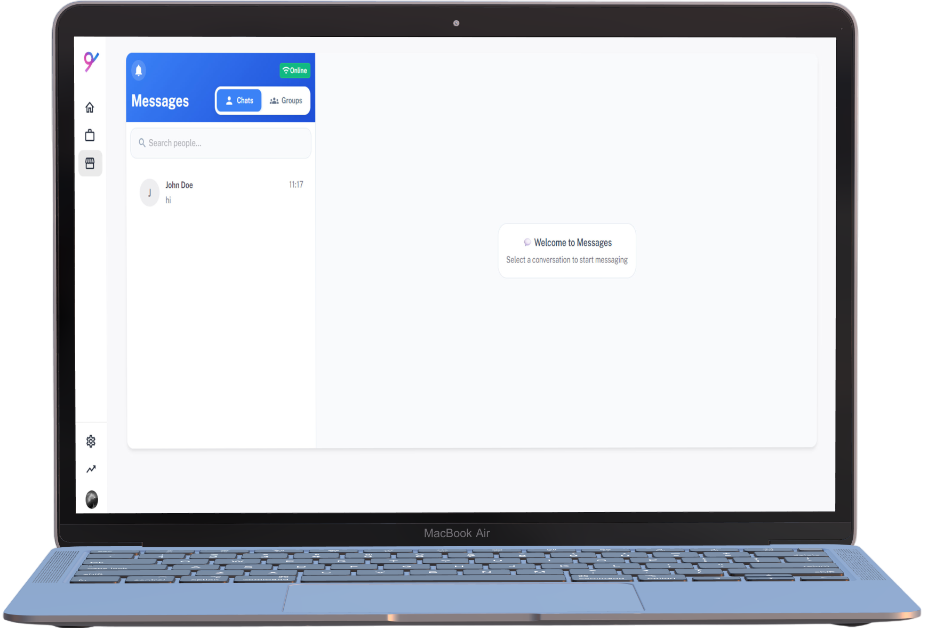 Online
Messages
Chats
Groups
Search people...
J
John Doe
11:17
hi
Welcome to Messages
Select a conversation to start messaging
MacBook Air